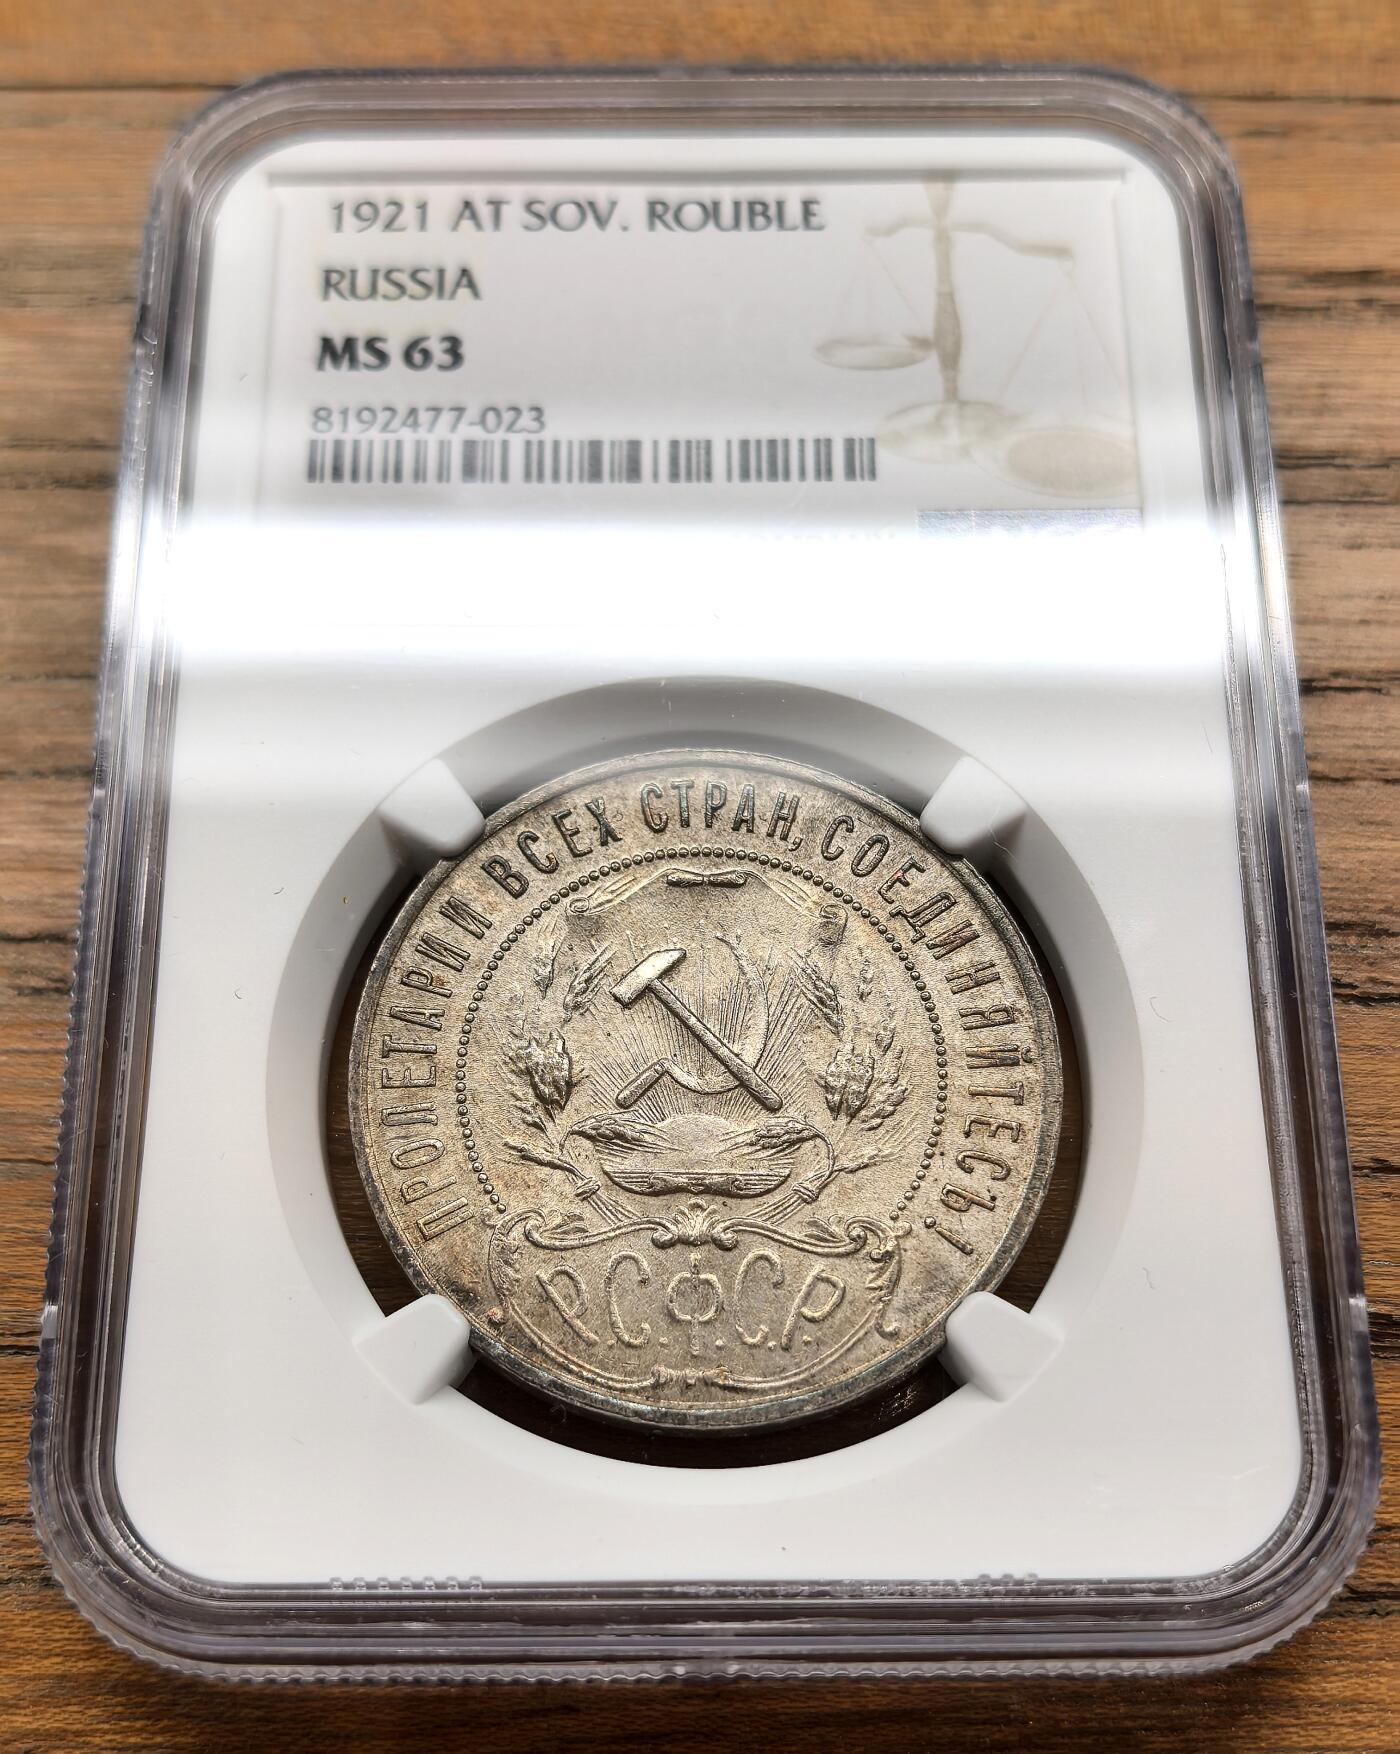 1921 AT SOV. ROUBLE
RUSSIA
MS 63
8192477-023
ПРОЛЕТАРИИ ВСЕХ СТРАН, СОЕДИНЯЙТЕСЬ!
Р.С.Ф.С.Р.